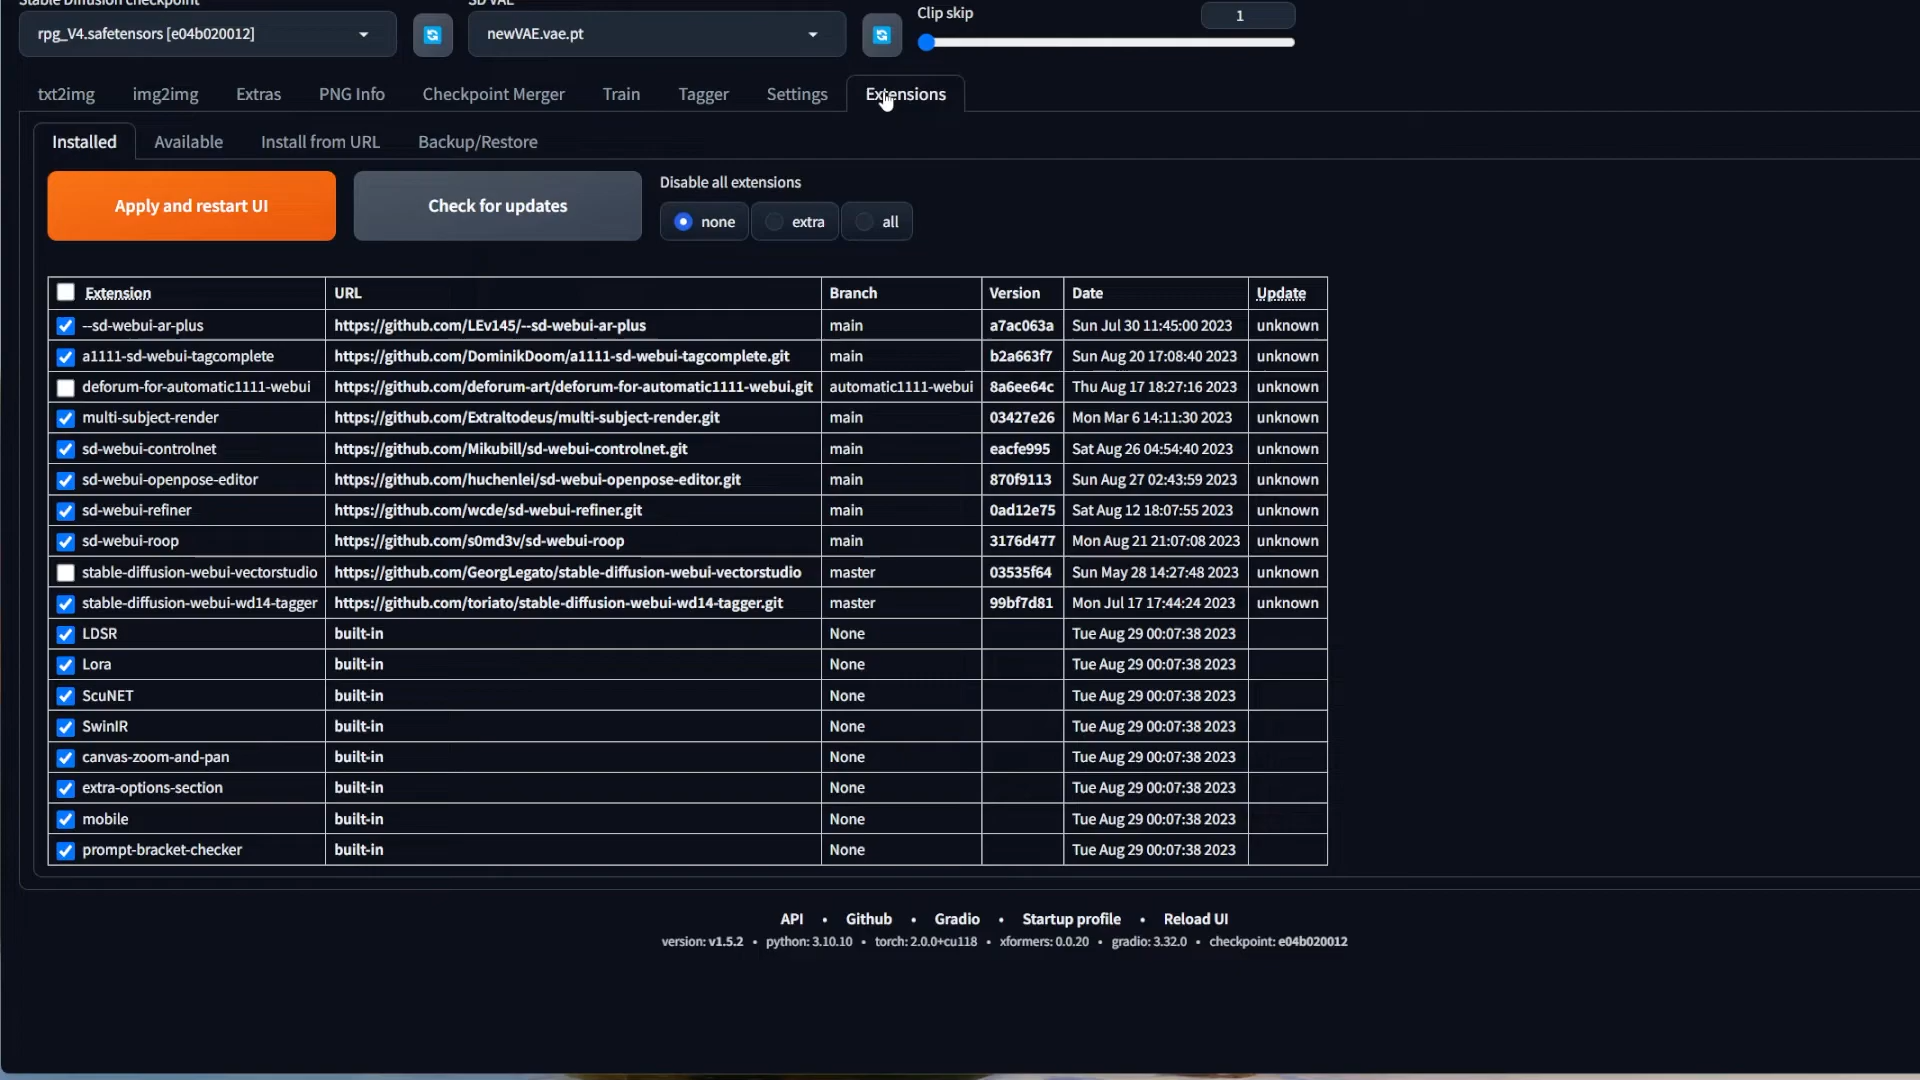 Stable Diffusion checkpoint
SD VAE
Clip skip
1
rpg_V4.safetensors [e04b020012]
newVAE.vae.pt
txt2img img2img Extras PNG Info Checkpoint Merger Train Tagger Settings Extensions
Installed Available Install from URL Backup/Restore
Apply and restart UI
Check for updates
Disable all extensions
none extra all
Extension URL Branch Version Date Update
--sd-webui-ar-plus https://github.com/LEv145/--sd-webui-ar-plus main a7ac063a Sun Jul 30 11:45:00 2023 unknown
a1111-sd-webui-tagcomplete https://github.com/DominikDoom/a1111-sd-webui-tagcomplete.git main b2a663f7 Sun Aug 20 17:08:40 2023 unknown
deforum-for-automatic1111-webui https://github.com/deforum-art/deforum-for-automatic1111-webui.git automatic1111-webui 8a6ee64c Thu Aug 17 18:27:16 2023 unknown
multi-subject-render https://github.com/Extraltodeus/multi-subject-render.git main 03427e26 Mon Mar 6 14:11:30 2023 unknown
sd-webui-controlnet https://github.com/Mikubill/sd-webui-controlnet.git main eacfe995 Sat Aug 26 04:54:40 2023 unknown
sd-webui-openpose-editor https://github.com/huchenlei/sd-webui-openpose-editor.git main 870f9113 Sun Aug 27 02:43:59 2023 unknown
sd-webui-refiner https://github.com/wcde/sd-webui-refiner.git main 0ad12e75 Sat Aug 12 18:07:55 2023 unknown
sd-webui-roop https://github.com/s0md3v/sd-webui-roop main 3176d477 Mon Aug 21 21:07:08 2023 unknown
stable-diffusion-webui-vectorstudio https://github.com/GeorgLegato/stable-diffusion-webui-vectorstudio master 03535f64 Sun May 28 14:27:48 2023 unknown
stable-diffusion-webui-wd14-tagger https://github.com/toriato/stable-diffusion-webui-wd14-tagger.git master 99bf7d81 Mon Jul 17 17:44:24 2023 unknown
LDSR built-in None Tue Aug 29 00:07:38 2023
Lora built-in None Tue Aug 29 00:07:38 2023
ScuNET built-in None Tue Aug 29 00:07:38 2023
SwinIR built-in None Tue Aug 29 00:07:38 2023
canvas-zoom-and-pan built-in None Tue Aug 29 00:07:38 2023
extra-options-section built-in None Tue Aug 29 00:07:38 2023
mobile built-in None Tue Aug 29 00:07:38 2023
prompt-bracket-checker built-in None Tue Aug 29 00:07:38 2023
API • Github • Gradio • Startup profile • Reload UI
version: v1.5.2 • python: 3.10.10 • torch: 2.0.0+cu118 • xformers: 0.0.20 • gradio: 3.32.0 • checkpoint: e04b020012